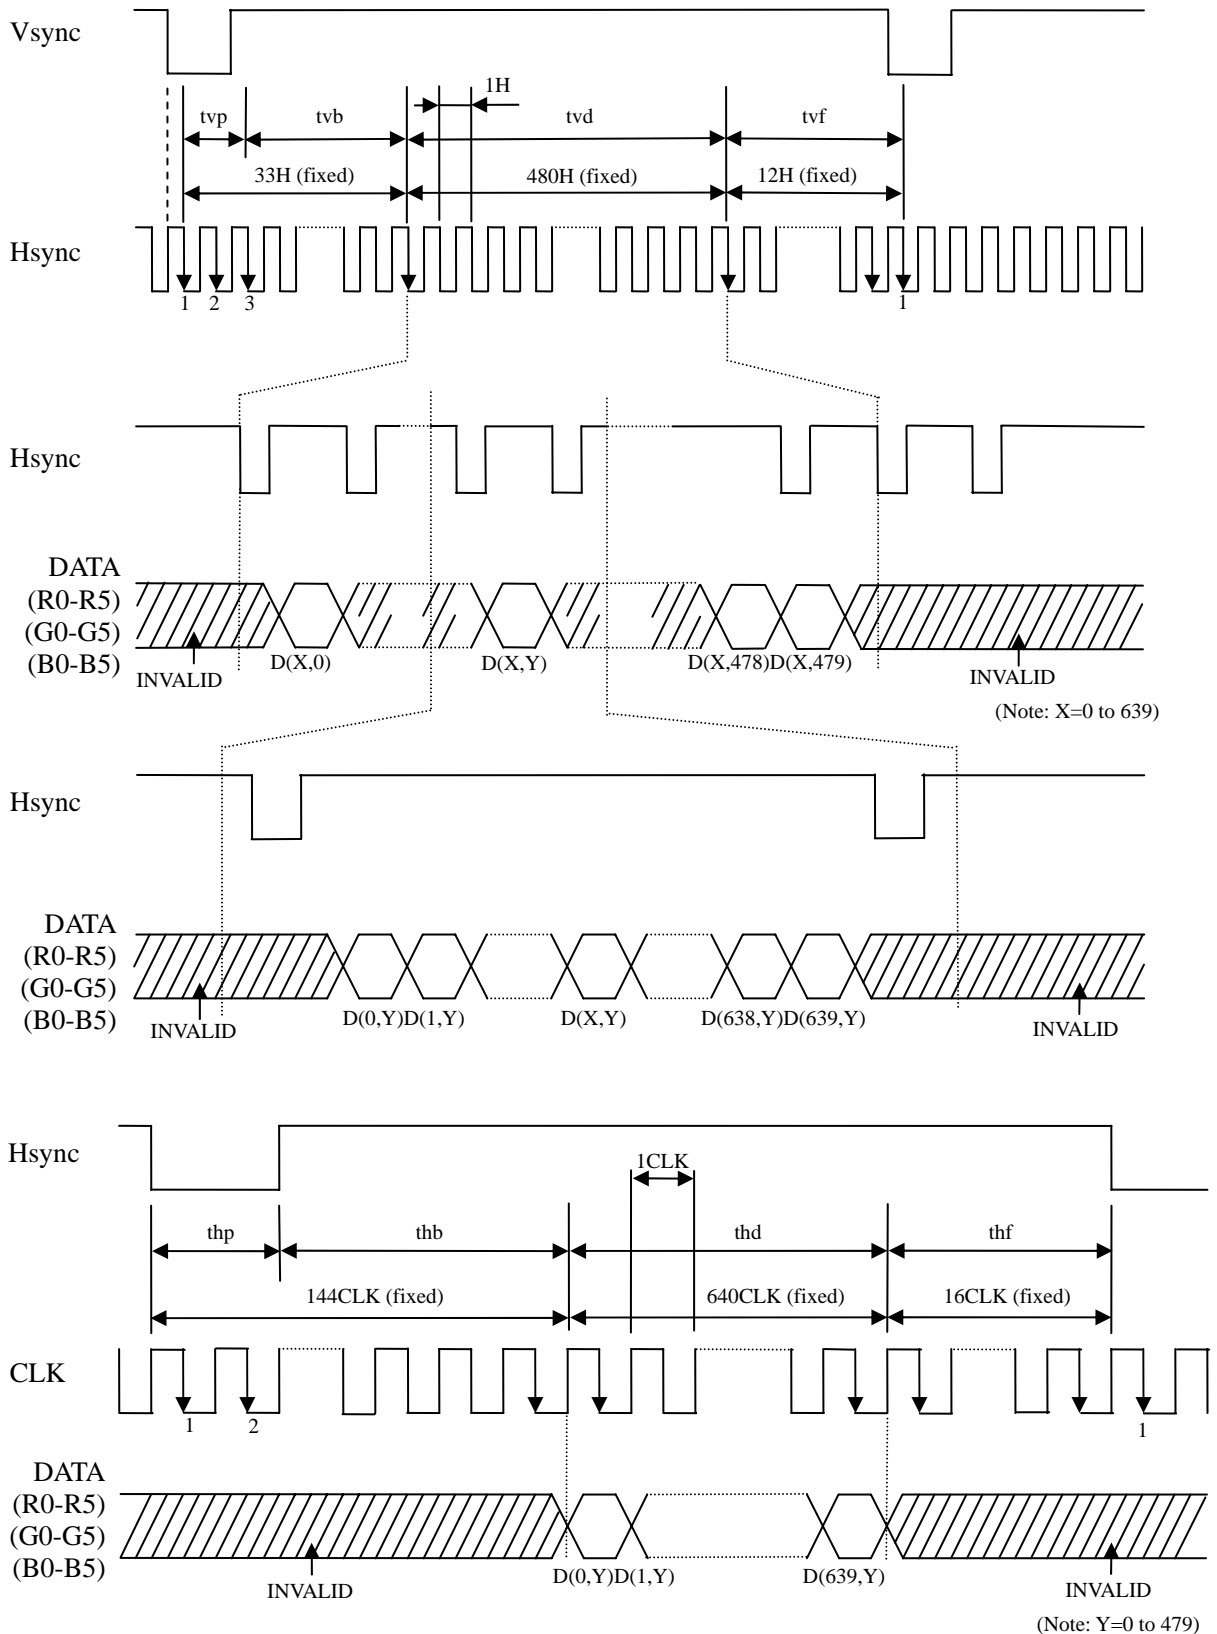 Vsync
1H
tvp tvb tvd tvf
33H (fixed) 480H (fixed) 12H (fixed)
Hsync
1 2 3 1
Hsync
DATA
(R0-R5)
(G0-G5)
(B0-B5)
D(X,0) D(X,Y) D(X,478)D(X,479)
INVALID INVALID
(Note: X=0 to 639)
Hsync
DATA
(R0-R5)
(G0-G5)
(B0-B5)
D(0,Y)D(1,Y) D(X,Y) D(638,Y)D(639,Y)
INVALID INVALID
Hsync
1CLK
thp thb thd thf
144CLK (fixed) 640CLK (fixed) 16CLK (fixed)
CLK
1 2 1
DATA
(R0-R5)
(G0-G5)
(B0-B5)
D(0,Y)D(1,Y) D(639,Y)
INVALID INVALID
(Note: Y=0 to 479)